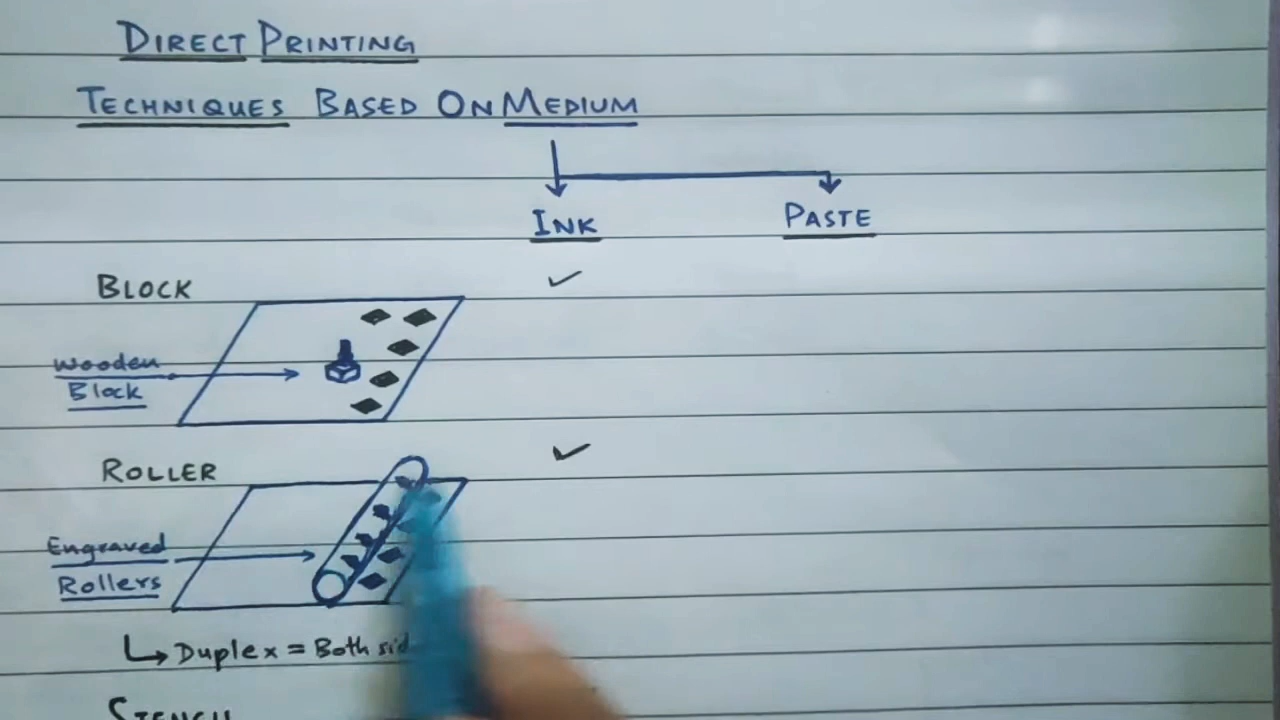 DIRECT PRINTING
TECHNIQUES BASED ON MEDIUM
INK PASTE
BLOCK
Wooden
Block
ROLLER
Engraved
Rollers
Duplex = Both